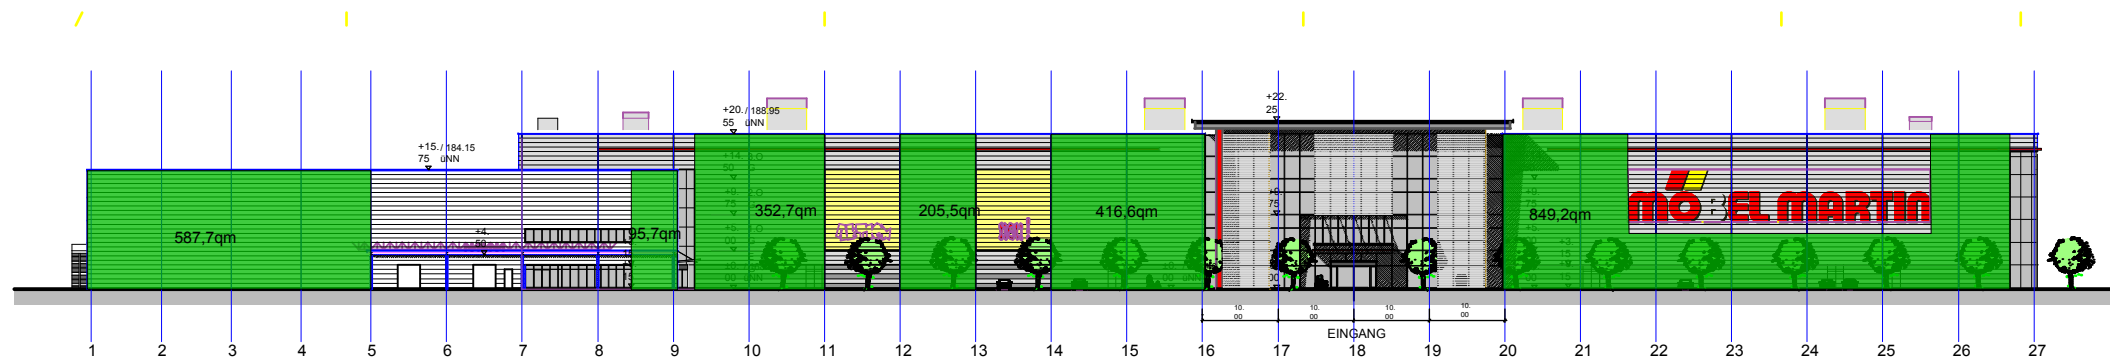 +22.
25
+20. / 188.95
55 üNN
+15. / 184.15
75 üNN
587,7qm
95,7qm
352,7qm
205,5qm
416,6qm
849,2qm
MÖBEL MARTIN
+4.
50
10.
00
10.
00
10.
00
10.
00
EINGANG
1 2 3 4 5 6 7 8 9 10 11 12 13 14 15 16 17 18 19 20 21 22 23 24 25 26 27